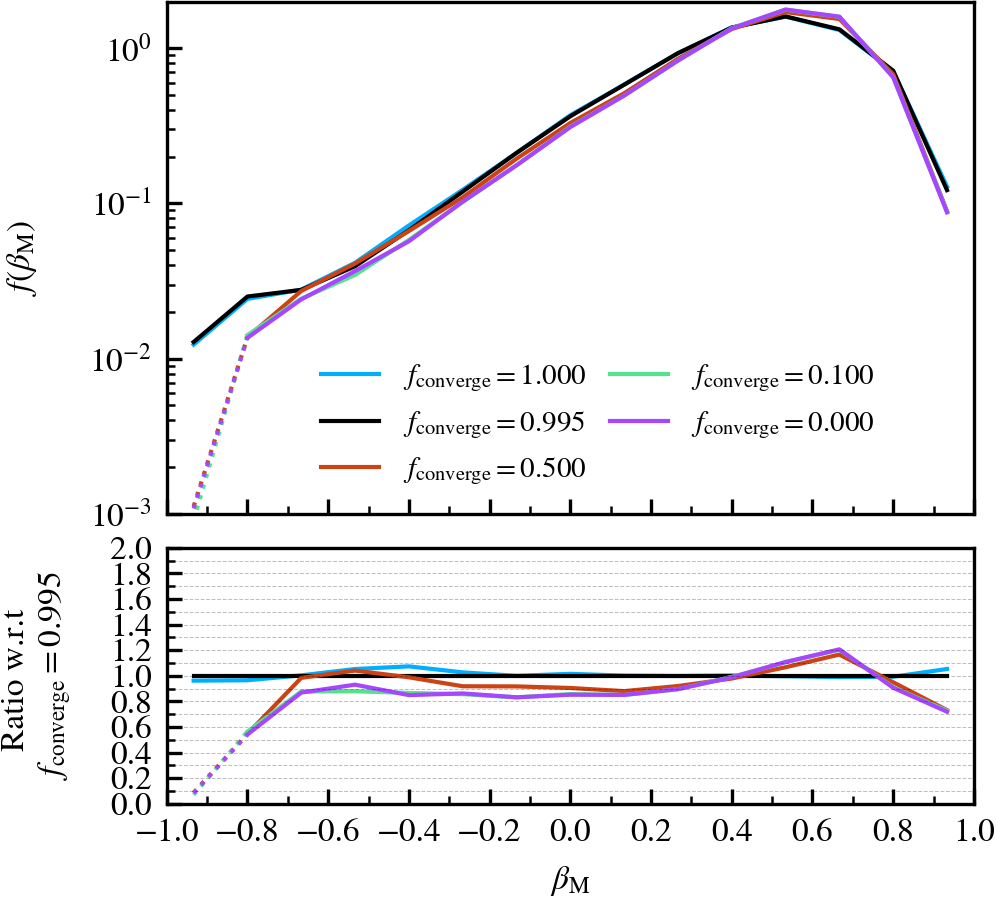 10⁰
10⁻¹
10⁻²
10⁻³
f(β_M)
f_converge = 1.000
f_converge = 0.995
f_converge = 0.500
f_converge = 0.100
f_converge = 0.000
2.0
1.8
1.6
1.4
1.2
1.0
0.8
0.6
0.4
0.2
0.0
Ratio w.r.t
f_converge = 0.995
−1.0 −0.8 −0.6 −0.4 −0.2 0.0 0.2 0.4 0.6 0.8 1.0
β_M